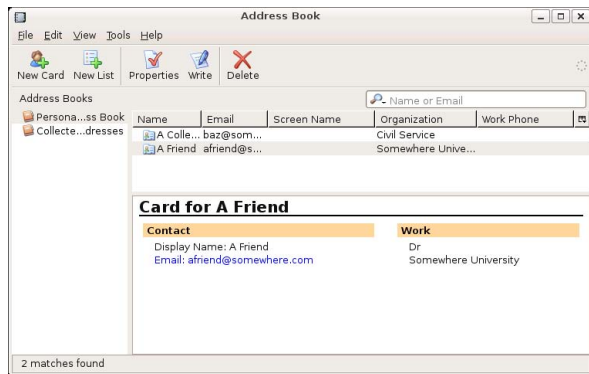 Address Book
File Edit View Tools Help
New Card New List Properties Write Delete
Address Books
Name or Email
Persona...ss Book
Collecte...dresses
Name Email Screen Name Organization Work Phone
A Colle... baz@som... Civil Service
A Friend afriend@s... Somewhere Unive...
Card for A Friend
Contact Work
Display Name: A Friend Dr
Email: afriend@somewhere.com Somewhere University
2 matches found